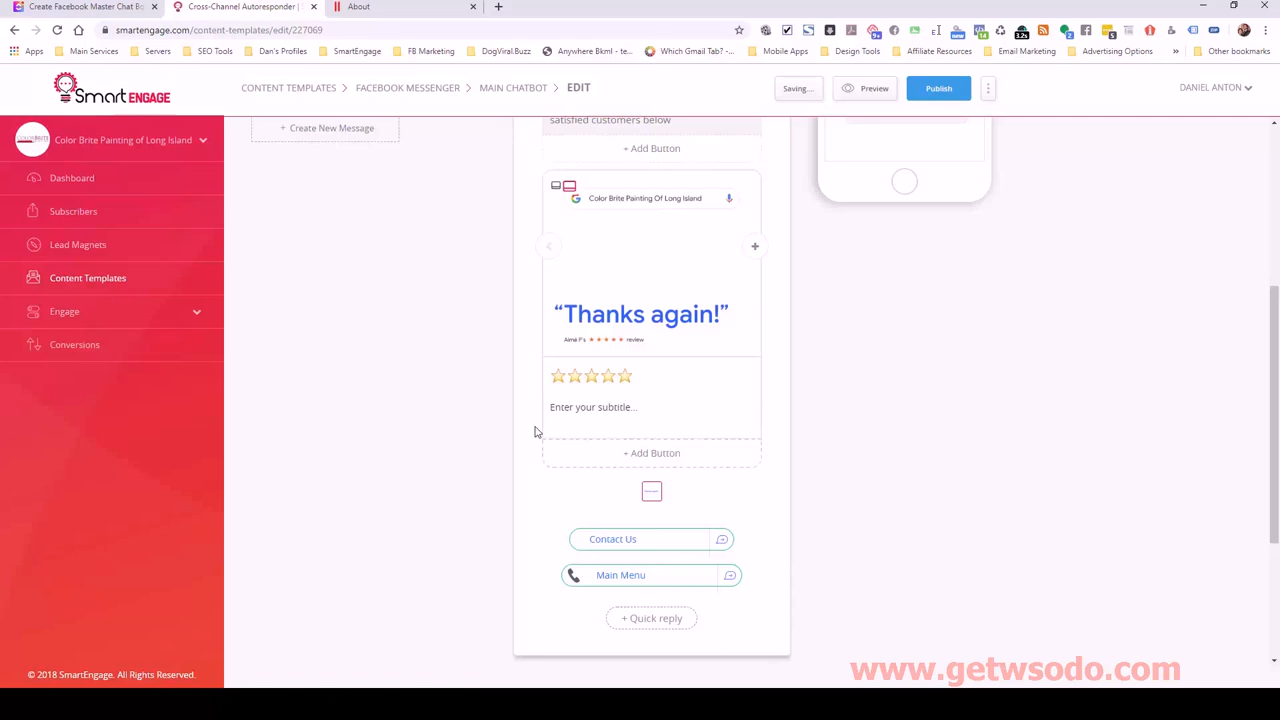 Create Facebook Master Chat Bo
Cross-Channel Autoresponder |
About
smartengage.com/content-templates/edit/227069
Apps
Main Services
Servers
SEO Tools
Dan's Profiles
SmartEngage
FB Marketing
DogViral.Buzz
Anywhere Bkml - te...
Which Gmail Tab? -...
Mobile Apps
Design Tools
Affiliate Resources
Email Marketing
Advertising Options
Other bookmarks
Smart ENGAGE
CONTENT TEMPLATES
FACEBOOK MESSENGER
MAIN CHATBOT
EDIT
Saving...
Preview
Publish
DANIEL ANTON
Color Brite Painting of Long Island
Dashboard
Subscribers
Lead Magnets
Content Templates
Engage
Conversions
© 2018 SmartEngage. All Rights Reserved.
+ Create New Message
satisfied customers below
+ Add Button
Color Brite Painting Of Long Island
“Thanks again!”
Aimé P's ★ ★ ★ ★ ★ review
Enter your subtitle...
+ Add Button
Contact Us
Main Menu
+ Quick reply
www.getwsodo.com